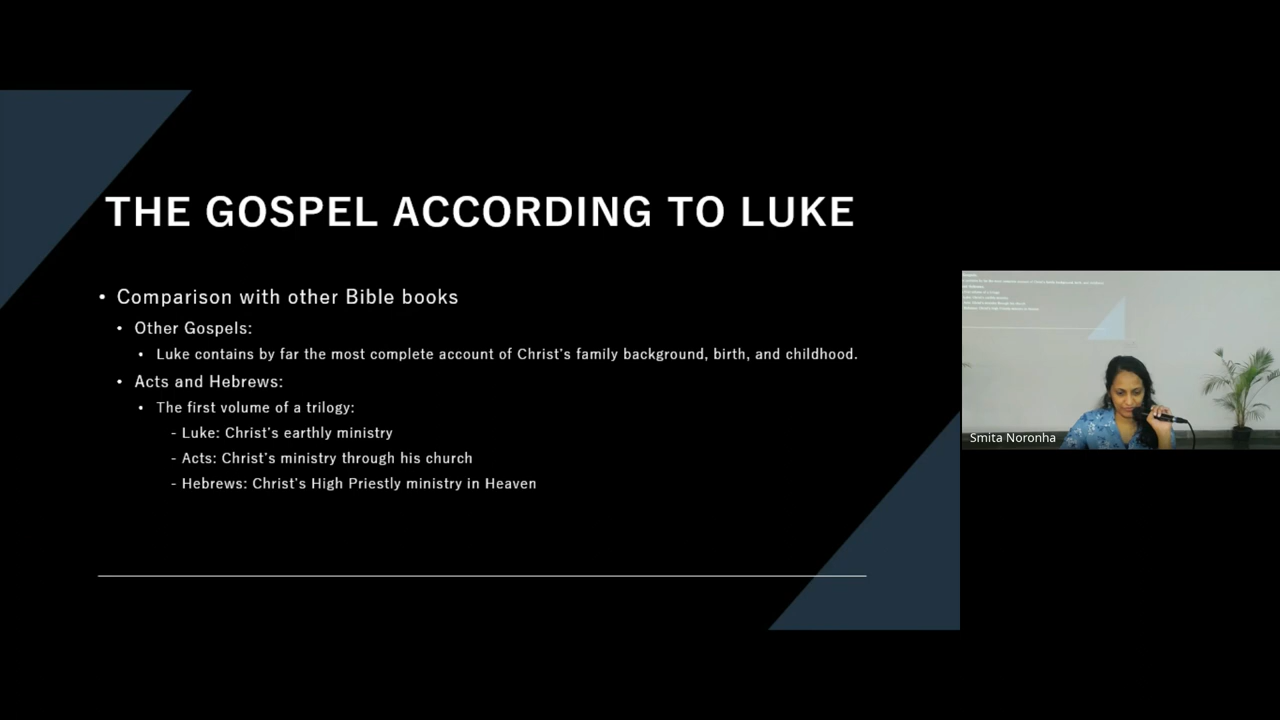 THE GOSPEL ACCORDING TO LUKE
• Comparison with other Bible books
• Other Gospels:
• Luke contains by far the most complete account of Christ's family background, birth, and childhood.
• Acts and Hebrews:
• The first volume of a trilogy:
- Luke: Christ's earthly ministry
- Acts: Christ's ministry through his church
- Hebrews: Christ's High Priestly ministry in Heaven
Smita Noronha